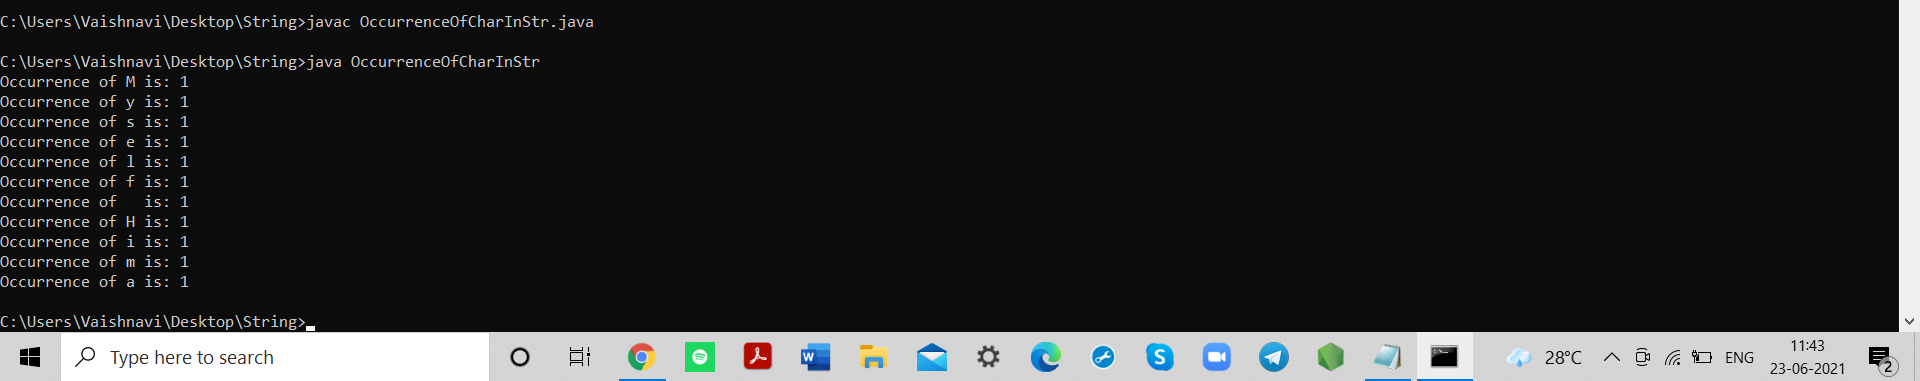 C:\Users\Vaishnavi\Desktop\String>javac OccurrenceOfCharInStr.java
C:\Users\Vaishnavi\Desktop\String>java OccurrenceOfCharInStr
Occurrence of M is: 1
Occurrence of y is: 1
Occurrence of s is: 1
Occurrence of e is: 1
Occurrence of l is: 1
Occurrence of f is: 1
Occurrence of   is: 1
Occurrence of H is: 1
Occurrence of i is: 1
Occurrence of m is: 1
Occurrence of a is: 1
C:\Users\Vaishnavi\Desktop\String>
Type here to search
28°C
ENG
11:43
23-06-2021
2